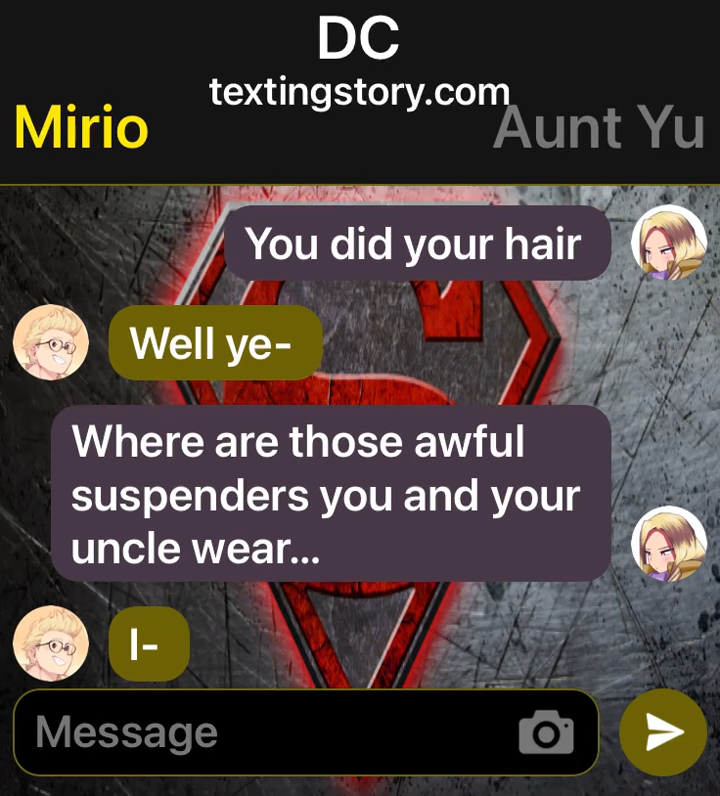 DC
textingstory.com
Mirio
Aunt Yu
You did your hair
Well ye-
Where are those awful
suspenders you and your
uncle wear...
I-
Message